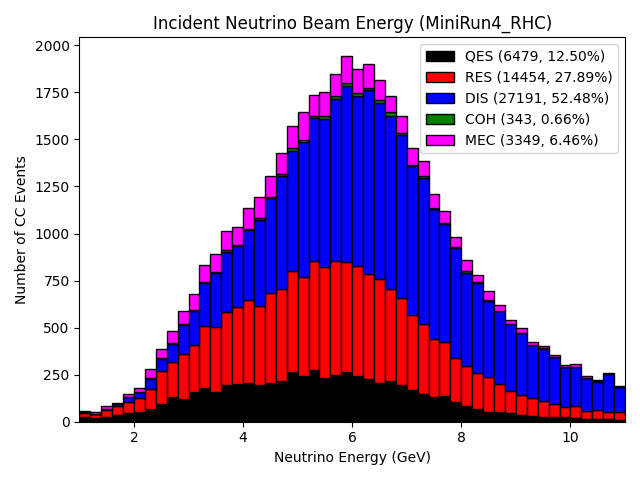 Incident Neutrino Beam Energy (MiniRun4_RHC)
QES (6479, 12.50%)
RES (14454, 27.89%)
DIS (27191, 52.48%)
COH (343, 0.66%)
MEC (3349, 6.46%)
Number of CC Events
2000
1750
1500
1250
1000
750
500
250
0
2
4
6
8
10
Neutrino Energy (GeV)